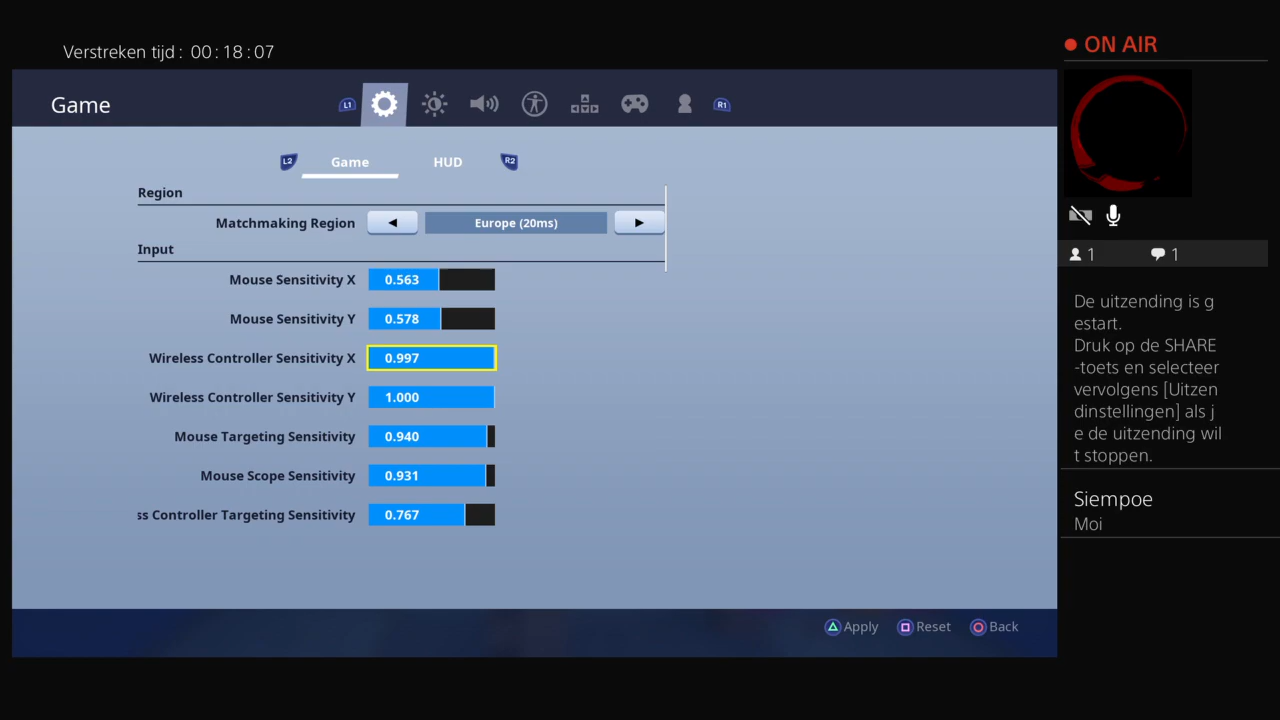 Verstreken tijd : 00 : 18 : 07
ON AIR
Game
L1
R1
L2
Game
HUD
R2
Region
Matchmaking Region
Europe (20ms)
Input
Mouse Sensitivity X
0.563
Mouse Sensitivity Y
0.578
Wireless Controller Sensitivity X
0.997
Wireless Controller Sensitivity Y
1.000
Mouse Targeting Sensitivity
0.940
Mouse Scope Sensitivity
0.931
ss Controller Targeting Sensitivity
0.767
Apply
Reset
Back
1
1
De uitzending is g
estart.
Druk op de SHARE
-toets en selecteer
vervolgens [Uitzen
dinstellingen] als j
e de uitzending wil
t stoppen.
Siempoe
Moi